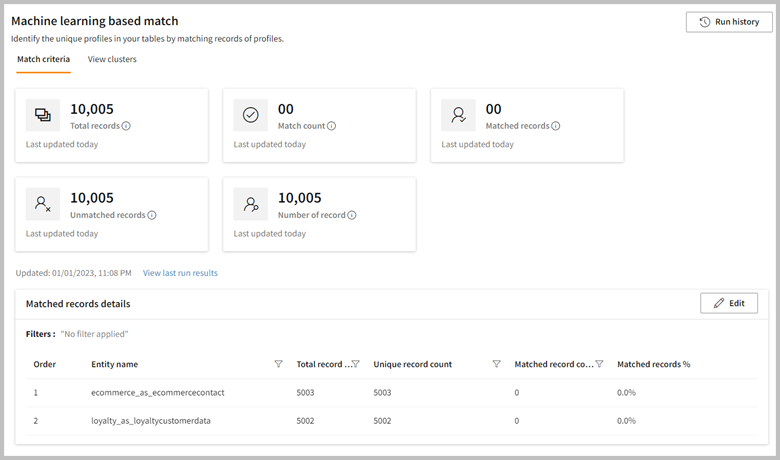 Machine learning based match
Run history
Identify the unique profiles in your tables by matching records of profiles.
Match criteria View clusters
10,005
Total records
Last updated today
00
Match count
Last updated today
00
Matched records
Last updated today
10,005
Unmatched records
Last updated today
10,005
Number of record
Last updated today
Updated: 01/01/2023, 11:08 PM View last run results
Matched records details
Edit
Filters : "No filter applied"
Order Entity name Total record ... Unique record count Matched record co... Matched records %
1 ecommerce_as_ecommercecontact 5003 5003 0 0.0%
2 loyalty_as_loyaltycustomerdata 5002 5002 0 0.0%